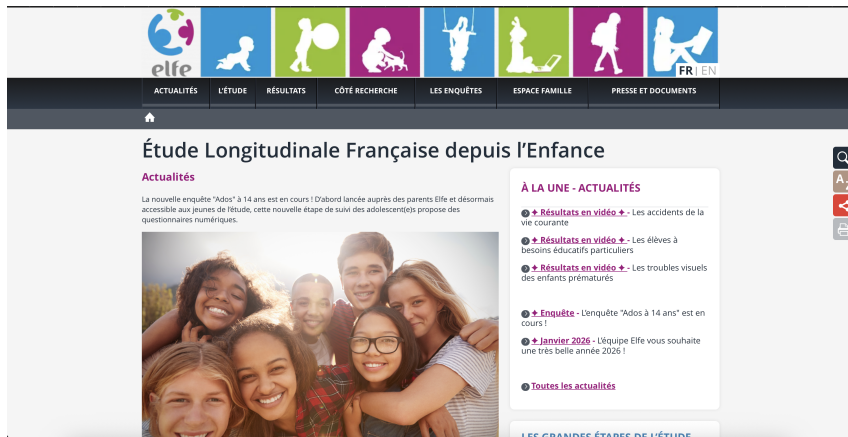 elfe
FR | EN
ACTUALITÉS
L'ÉTUDE
RÉSULTATS
CÔTÉ RECHERCHE
LES ENQUÊTES
ESPACE FAMILLE
PRESSE ET DOCUMENTS
Étude Longitudinale Française depuis l’Enfance
Actualités
La nouvelle enquête "Ados" à 14 ans est en cours ! D'abord lancée auprès des parents Elfe et désormais
accessible aux jeunes de l'étude, cette nouvelle étape de suivi des adolescent(e)s propose des
questionnaires numériques.
À LA UNE - ACTUALITÉS
✦ Résultats en vidéo ✦ - Les accidents de la
vie courante
✦ Résultats en vidéo ✦ - Les élèves à
besoins éducatifs particuliers
✦ Résultats en vidéo ✦ - Les troubles visuels
des enfants prématurés
✦ Enquête - L'enquête "Ados à 14 ans" est en
cours !
✦ Janvier 2026 - L'équipe Elfe vous souhaite
une très belle année 2026 !
Toutes les actualités
LES GRANDES ÉTAPES DE L'ÉTUDE